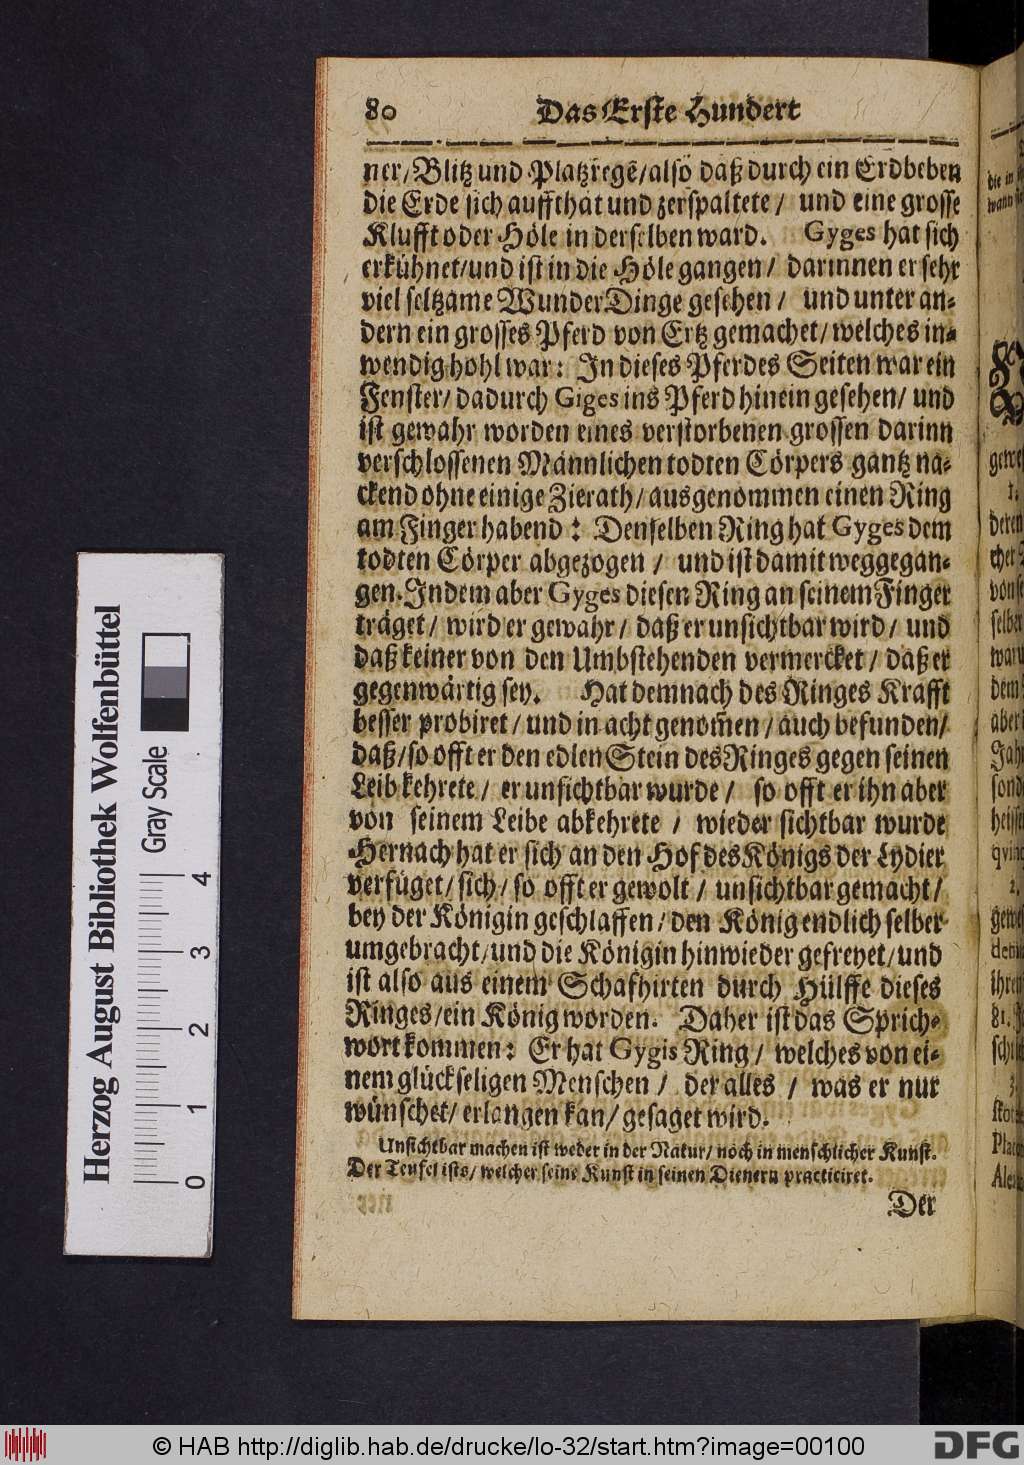 80 Das Erste Hundert
ner/ Blitz und Platzregē/ also daß durch ein Erdbeben
die Erde sich auffthat und zerspaltete/ und eine grosse
Klufft oder Höle in derselben ward. Gyges hat sich
erkühnet/ und ist in die Höle gangen/ darinnen er sehr
viel seltzame WunderDinge gesehen/ und unter an-
dern ein grosses Pferd von Ertz gemachet/ welches in-
wendig hohl war: In dieses Pferdes Seiten war ein
Fenster/ dadurch Giges ins Pferd hinein gesehen/ und
ist gewahr worden eines verstorbenen grossen darinn
verschlossenen Männlichen todten Cörpers gantz na-
ckend ohne einige Zierath/ ausgenommen einen Ring
am Finger habend: Denselben Ring hat Gyges dem
todten Cörper abgezogen/ und ist damit weggegan-
gen. Indem aber Gyges diesen Ring an seinem Finger
träget/ wird er gewahr/ daß er unsichtbar wird/ und
daß keiner von den Umbstehenden vermercket/ daß er
gegenwärtig sey. Hat demnach des Ringes Krafft
besser probiret/ und in acht genom̄en/ auch befunden/
daß/ so offt er den edlen Stein des Ringes gegen seinen
Leib kehrete/ er unsichtbar wurde/ so offt er ihn aber
von seinem Leibe abkehrete/ wieder sichtbar wurde
Hernach hat er sich an den Hof des Königs der Lydier
verfüget/ sich/ so offt er gewolt/ unsichtbar gemacht/
bey der Königin geschlaffen/ den König endlich selber
umgebracht/ und die Königin hinwieder gefreyet/ und
ist also aus einem Schafhirten durch Hülffe dieses
Ringes/ ein König worden. Daher ist das Sprich-
wort kommen: Er hat Gygis Ring/ welches von ei-
nem glückseligen Menschen/ der alles/ was er nur
wünschet/ erlangen kan/ gesaget wird.
Unsichtbar machen ist weder in der Natur/ noch in menschlicher Kunst.
Der Teufel ists/ welcher seine Kunst in seinen Dienern practiciret.
Der
Herzog August Bibliothek Wolfenbüttel
Gray Scale
0 1 2 3 4
© HAB http://diglib.hab.de/drucke/lo-32/start.htm?image=00100
DFG